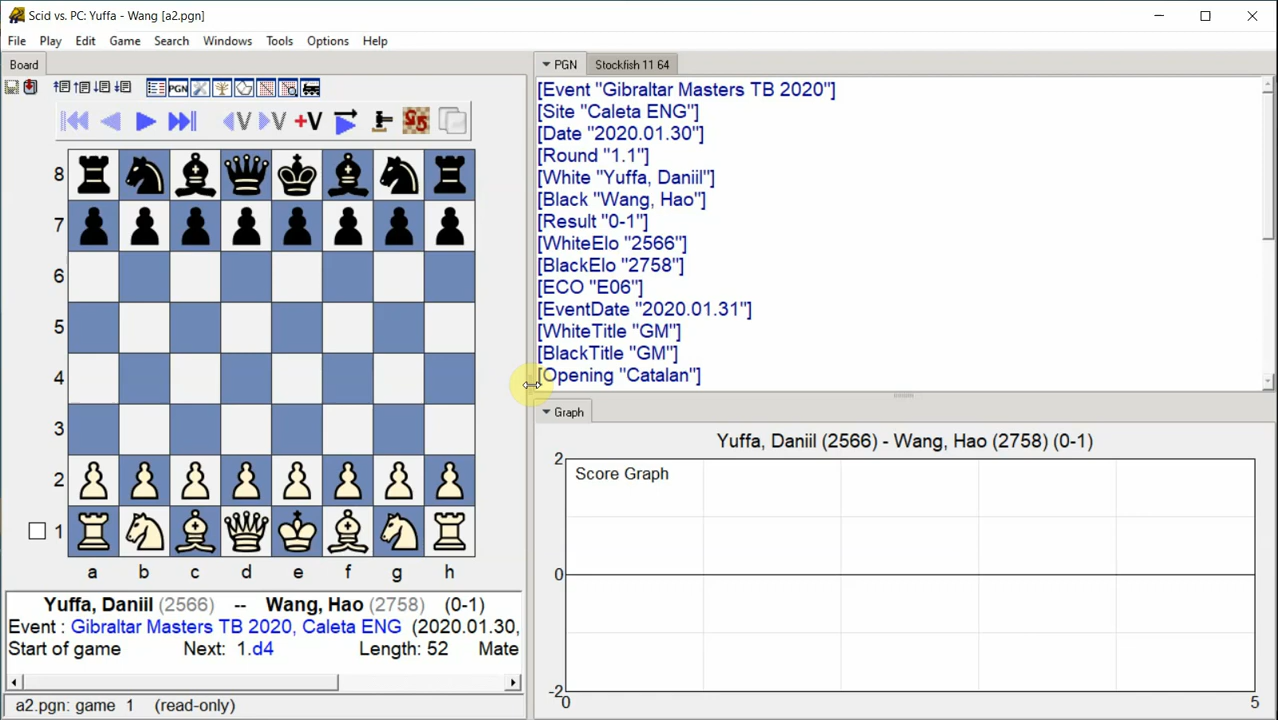 Scid vs. PC: Yuffa - Wang [a2.pgn]
File Play Edit Game Search Windows Tools Options Help
Board
PGN
V V +V
8
7
6
5
4
3
2
1
a b c d e f g h
Yuffa, Daniil (2566) -- Wang, Hao (2758) (0-1)
Event : Gibraltar Masters TB 2020, Caleta ENG (2020.01.30,
Start of game Next: 1.d4 Length: 52 Mate
a2.pgn: game 1 (read-only)
PGN Stockfish 11 64
[Event "Gibraltar Masters TB 2020"]
[Site "Caleta ENG"]
[Date "2020.01.30"]
[Round "1.1"]
[White "Yuffa, Daniil"]
[Black "Wang, Hao"]
[Result "0-1"]
[WhiteElo "2566"]
[BlackElo "2758"]
[ECO "E06"]
[EventDate "2020.01.31"]
[WhiteTitle "GM"]
[BlackTitle "GM"]
[Opening "Catalan"]
Graph
Yuffa, Daniil (2566) - Wang, Hao (2758) (0-1)
2
Score Graph
0
-2
0 5